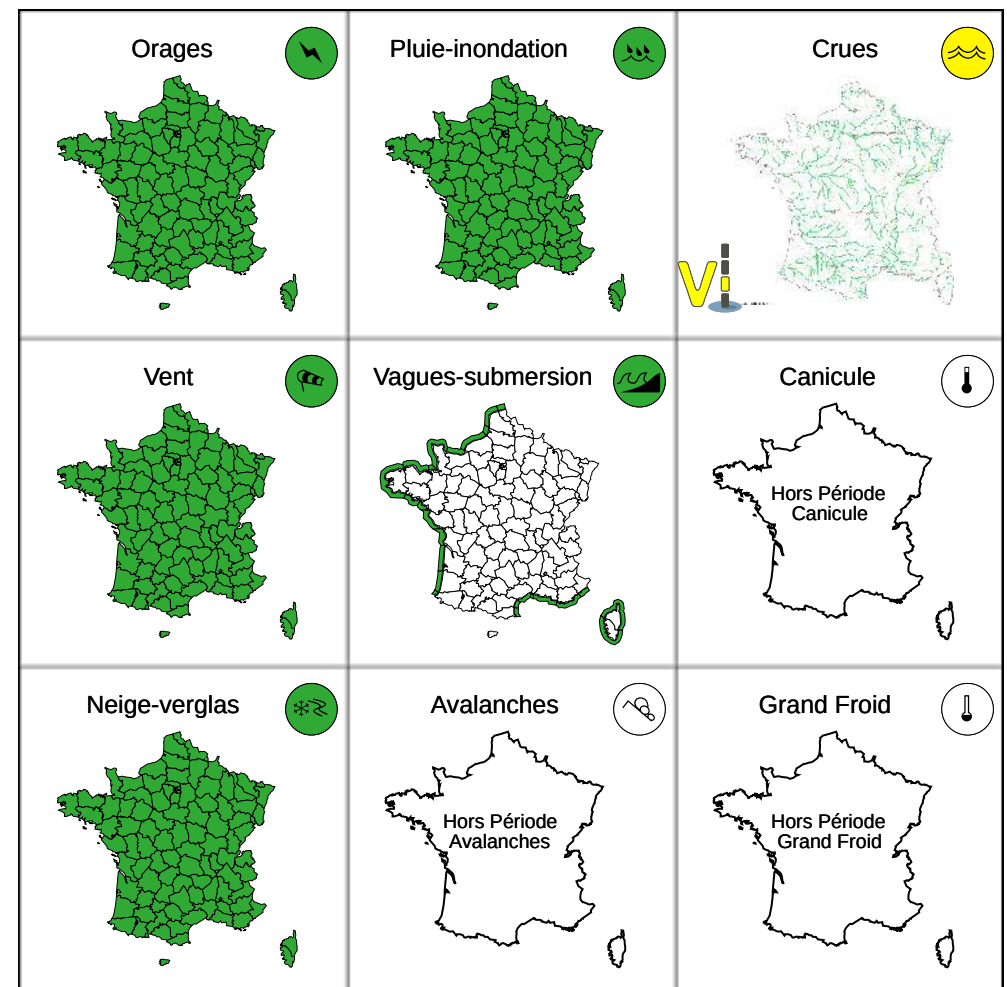 Orages
Pluie-inondation
Crues
Vi
Vent
Vagues-submersion
Canicule
Hors Période
Canicule
Neige-verglas
Avalanches
Grand Froid
Hors Période
Avalanches
Hors Période
Grand Froid